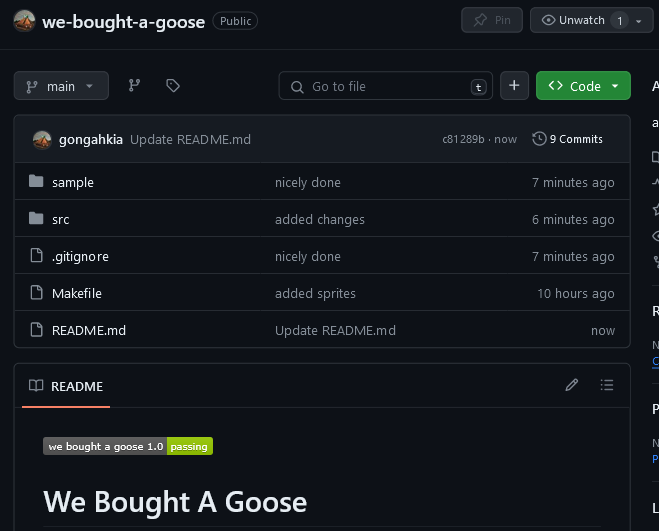 we-bought-a-goose Public Pin Unwatch 1
main Go to file t + <> Code A
a
gongahkia Update README.md c81289b · now 9 Commits
sample nicely done 7 minutes ago
src added changes 6 minutes ago
.gitignore nicely done 7 minutes ago
Makefile added sprites 10 hours ago
R
README.md Update README.md now
N
C
README
P
we bought a goose 1.0 passing
N
P
We Bought A Goose
L